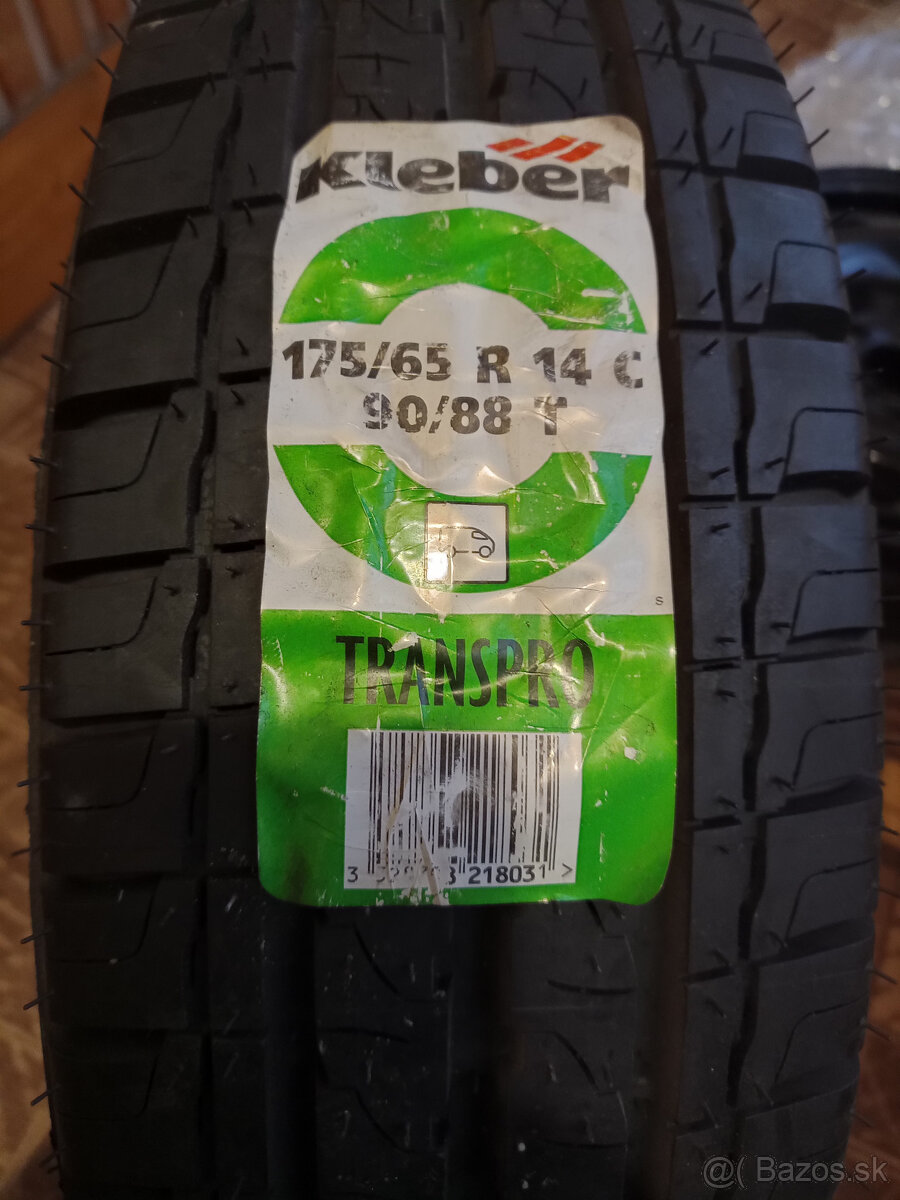 Kleber
175/65 R 14 C
90/88 T
S
TRANSPRO
218031 >
@( Bazos.sk